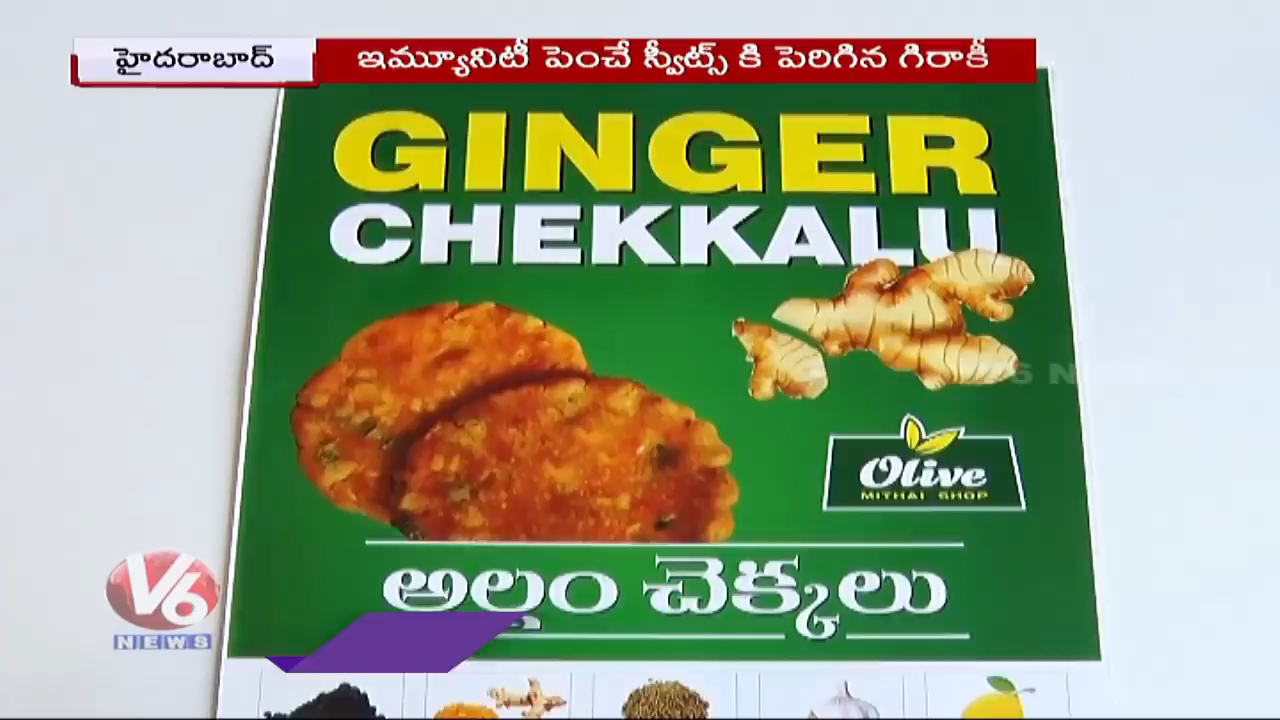 హైదరాబాద్
ఇమ్యూనిటీ పెంచే స్వీట్స్ కి పెరిగిన గిరాకీ
GINGER
CHEKKALU
Olive
MITHAI SHOP
అల్లం చెక్కలు
V6
NEWS